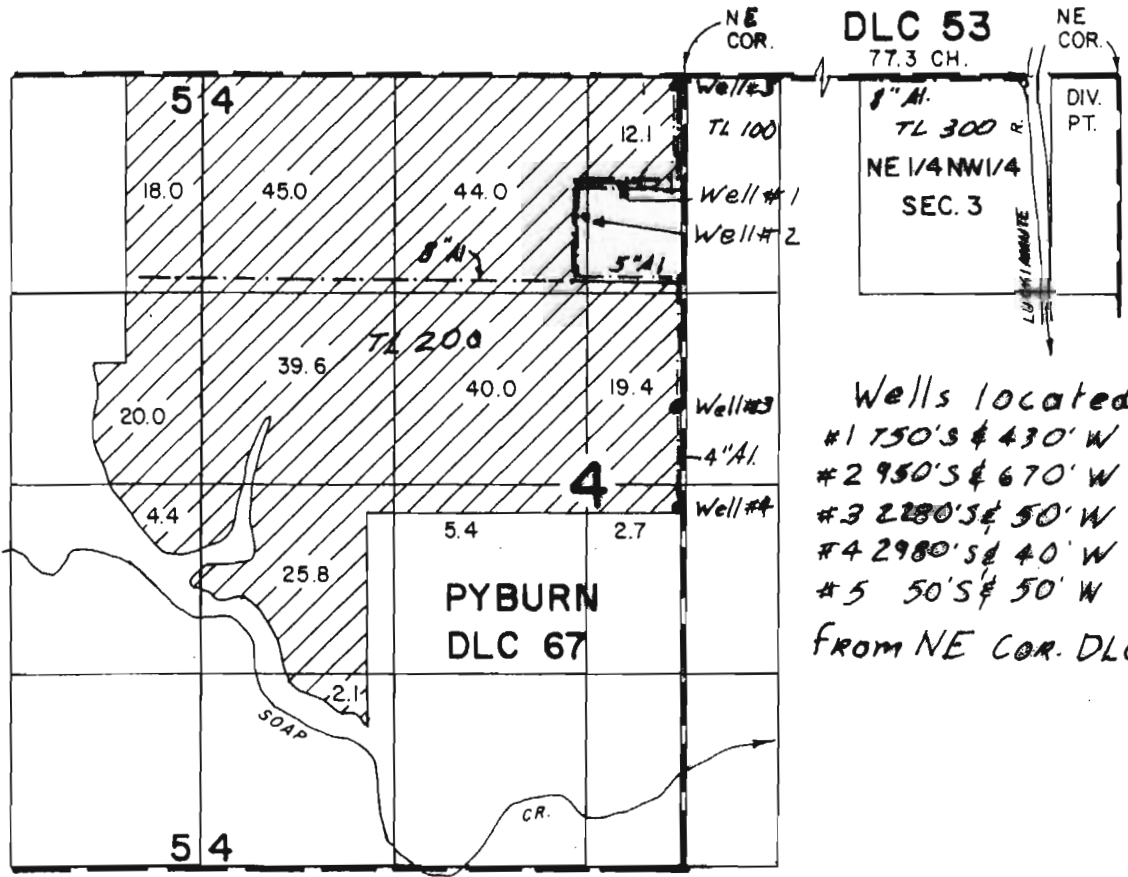 NE
COR.
DLC 53
77.3 CH.
NE
COR.
5 4
Well #3
TL 100
12.1
8" Al.
TL 300
R.
DIV.
PT.
NE 1/4 NW 1/4
SEC. 3
18.0
45.0
44.0
Well # 1
Well # 2
8" Al
5" Al.
TL 200
39.6
40.0
19.4
20.0
Well #3
4" Al.
4
Well #4
4.4
5.4
2.7
25.8
PYBURN
DLC 67
2.1
SOAP
CR.
5 4
Wells located
#1 750' S & 430' W
#2 950' S & 670' W
#3 2280' S & 50' W
#4 2980' S & 40' W
#5 50' S & 50' W
from NE COR. DLC